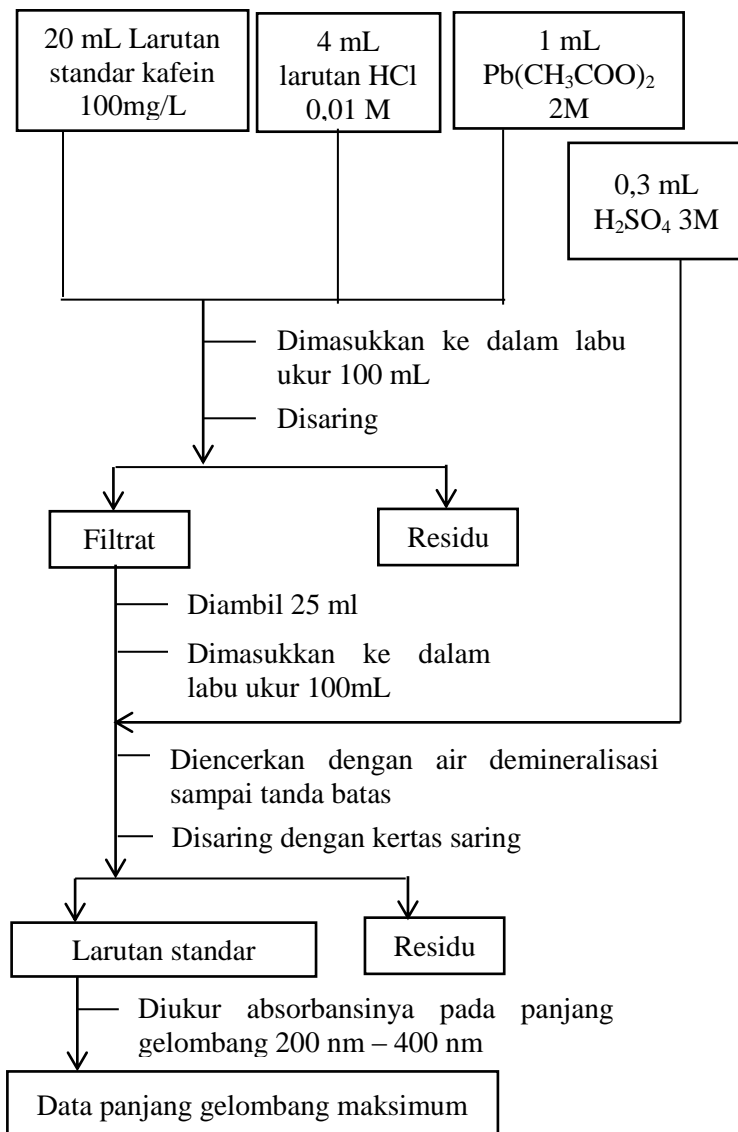 20 mL Larutan
standar kafein
100mg/L
4 mL
larutan HCl
0,01 M
1 mL
Pb(CH₃COO)₂
2M
0,3 mL
H₂SO₄ 3M
Dimasukkan ke dalam labu
ukur 100 mL
Disaring
Filtrat
Residu
Diambil 25 ml
Dimasukkan ke dalam
labu ukur 100mL
Diencerkan dengan air demineralisasi
sampai tanda batas
Disaring dengan kertas saring
Larutan standar
Residu
Diukur absorbansinya pada panjang
gelombang 200 nm – 400 nm
Data panjang gelombang maksimum